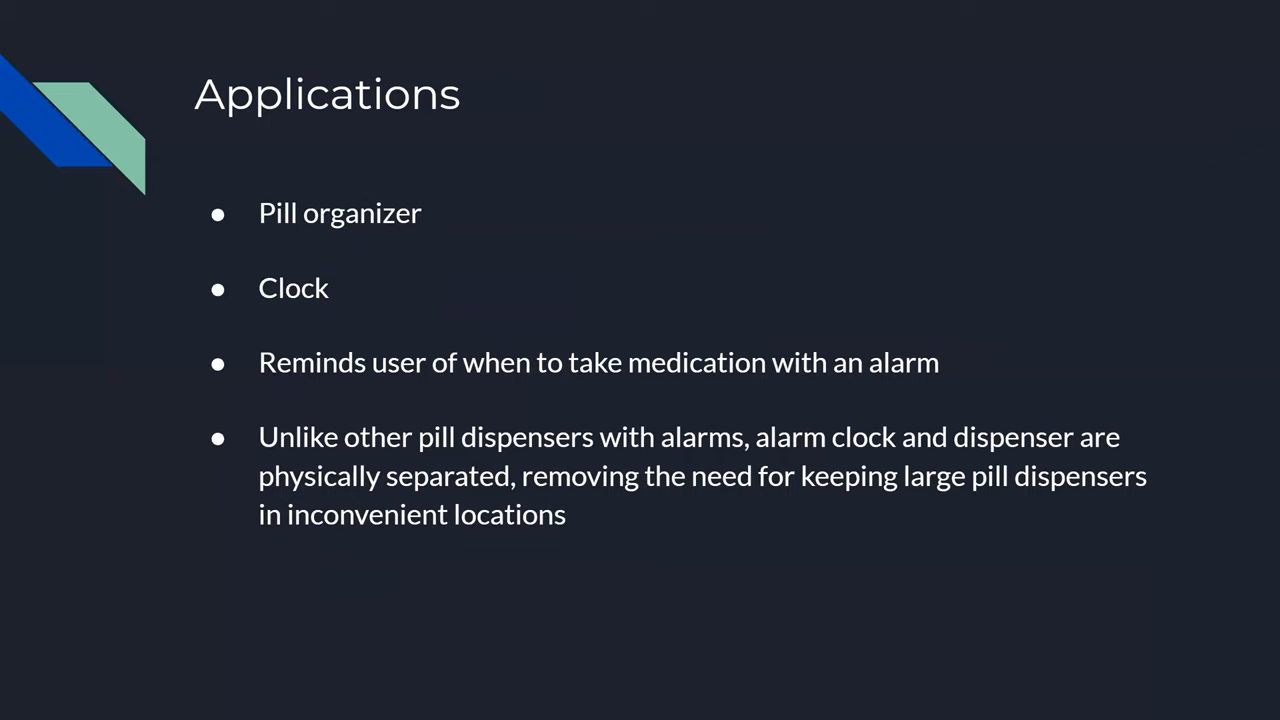 Applications
● Pill organizer
● Clock
● Reminds user of when to take medication with an alarm
● Unlike other pill dispensers with alarms, alarm clock and dispenser are
physically separated, removing the need for keeping large pill dispensers
in inconvenient locations